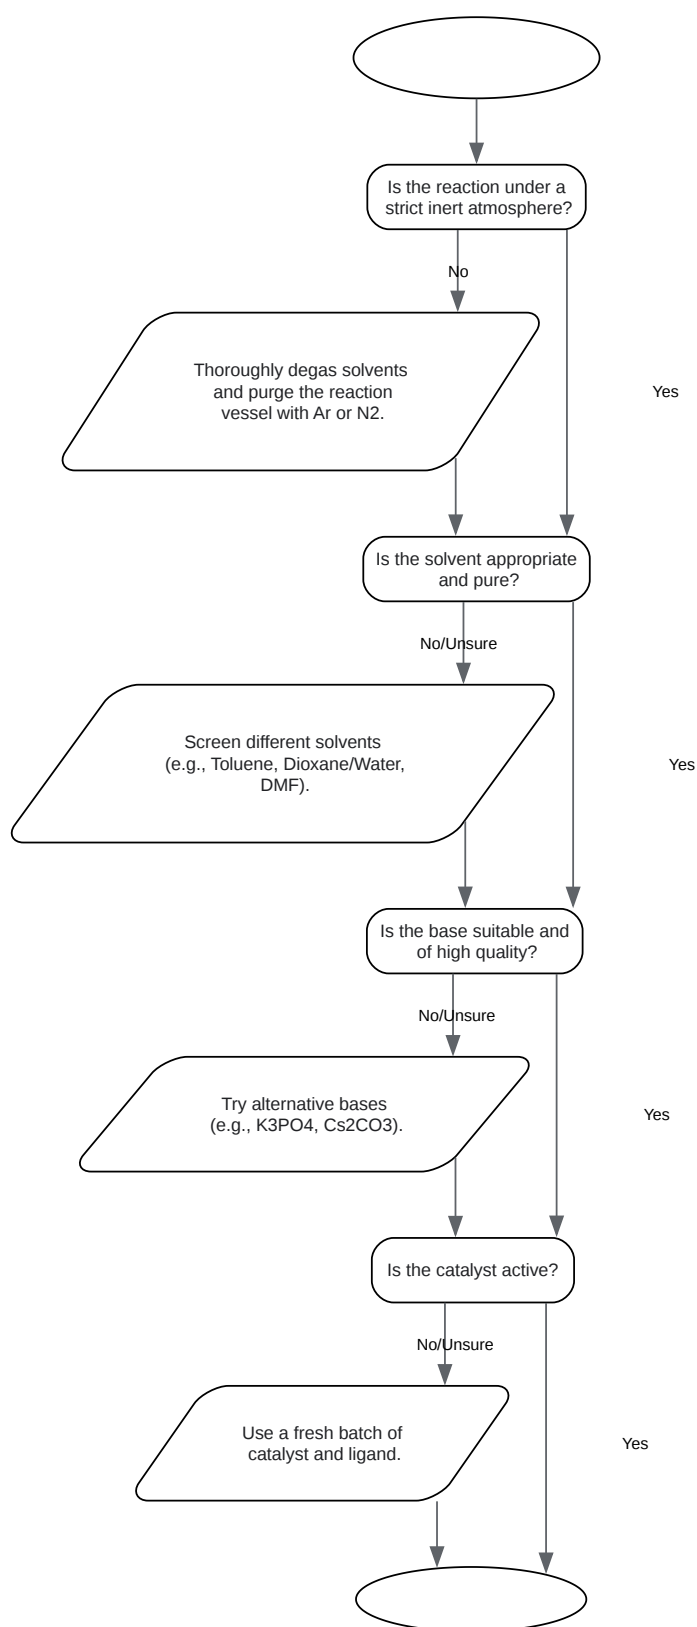 Is the reaction under a
strict inert atmosphere?
No
Thoroughly degas solvents
and purge the reaction
vessel with Ar or N2.
Yes
Is the solvent appropriate
and pure?
No/Unsure
Screen different solvents
(e.g., Toluene, Dioxane/Water,
DMF).
Yes
Is the base suitable and
of high quality?
No/Unsure
Try alternative bases
(e.g., K3PO4, Cs2CO3).
Yes
Is the catalyst active?
No/Unsure
Use a fresh batch of
catalyst and ligand.
Yes